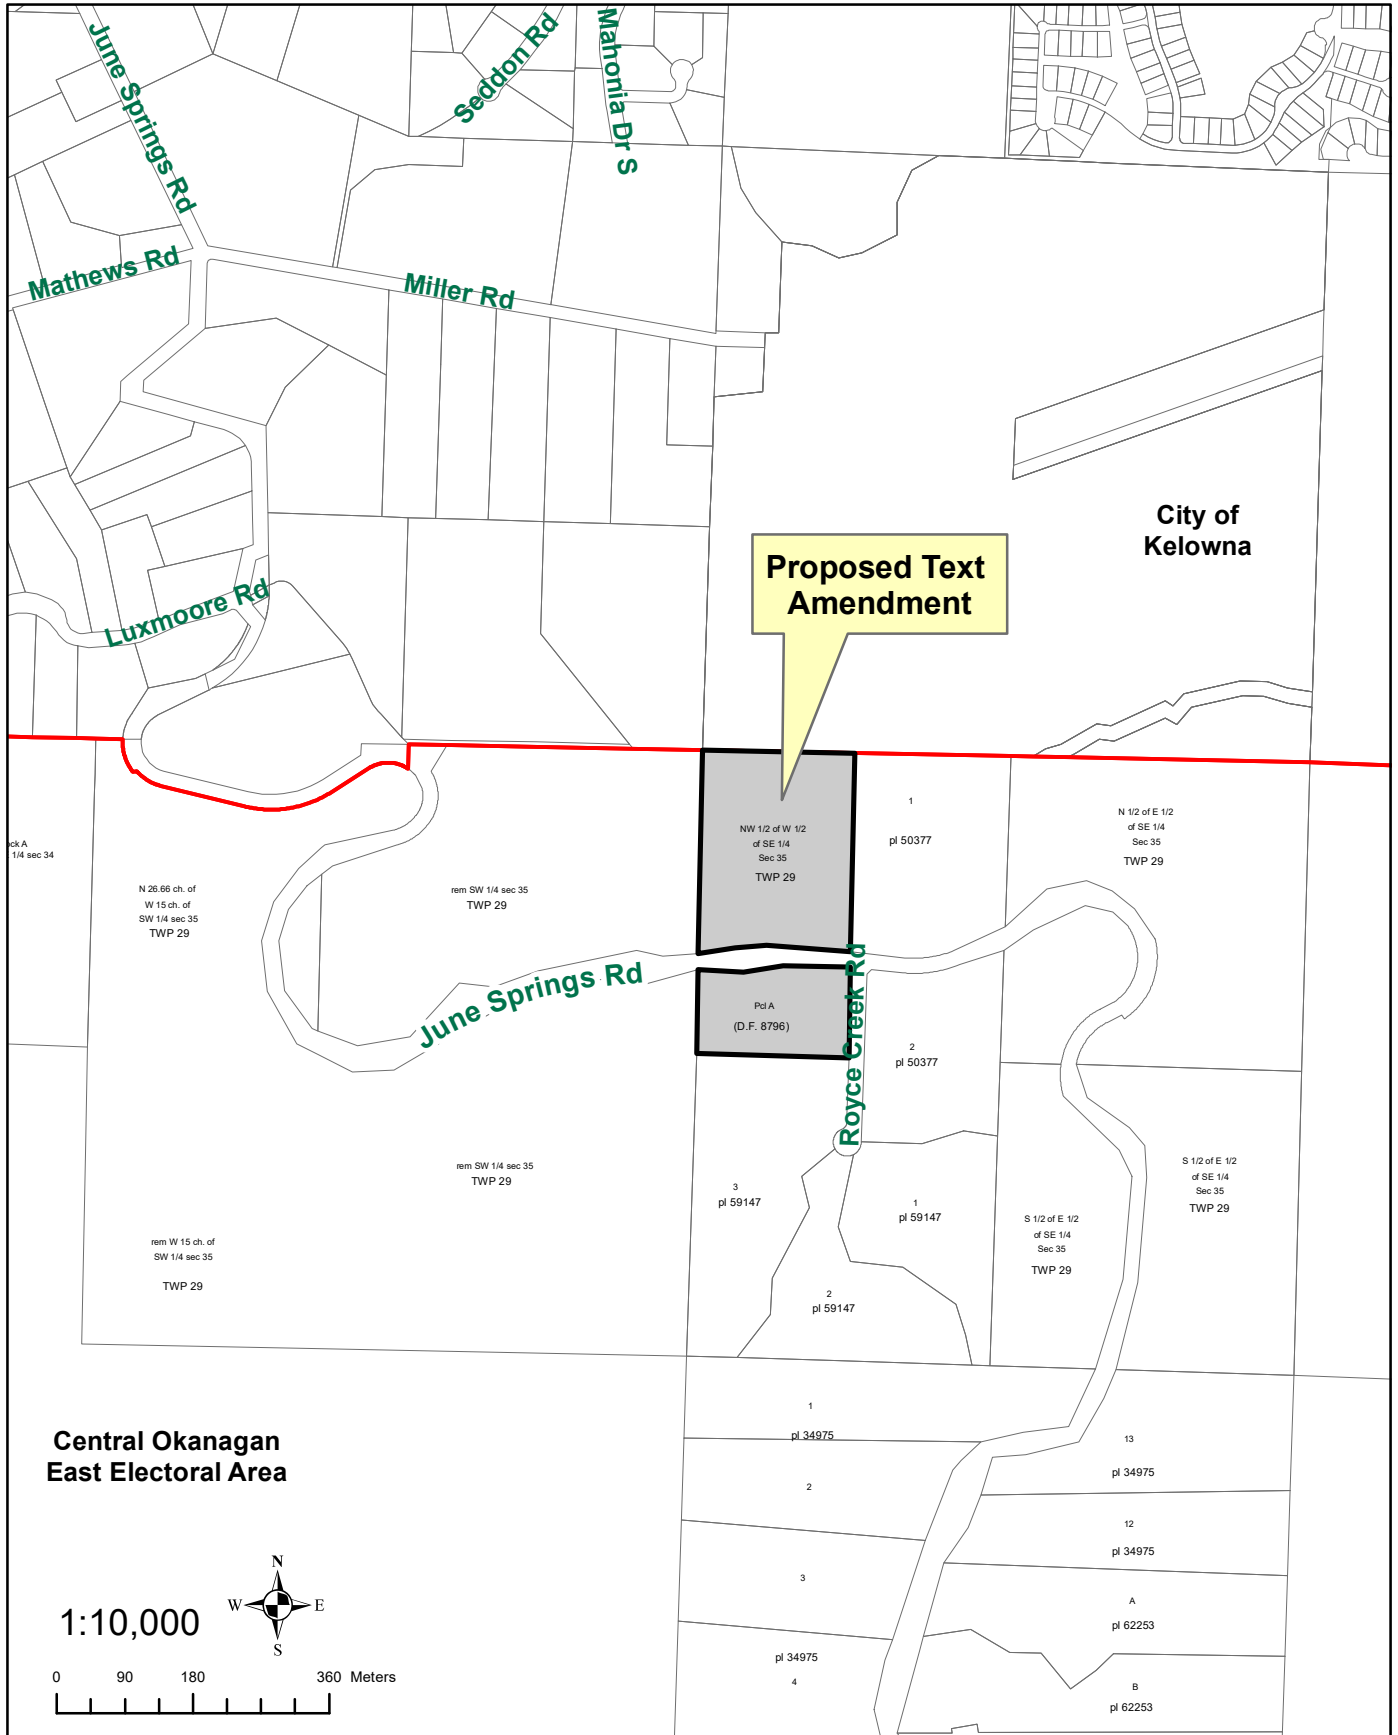 June Springs Rd
Seddon Rd
Mahonia Dr S
Mathews Rd
Miller Rd
City of
Kelowna
Proposed Text
Amendment
Luxmoore Rd
ock A
1/4 sec 34
N 26.66 ch. of
W 15 ch. of
SW 1/4 sec 35
TWP 29
rem SW 1/4 sec 35
TWP 29
NW 1/2 of W 1/2
of SE 1/4
Sec 35
TWP 29
1
pl 50377
N 1/2 of E 1/2
of SE 1/4
Sec 35
TWP 29
June Springs Rd
Pcl A
(D.F. 8796)
Royce Creek Rd
2
pl 50377
rem SW 1/4 sec 35
TWP 29
3
pl 59147
1
pl 59147
S 1/2 of E 1/2
of SE 1/4
Sec 35
TWP 29
S 1/2 of E 1/2
of SE 1/4
Sec 35
TWP 29
rem W 15 ch. of
SW 1/4 sec 35
TWP 29
2
pl 59147
1
pl 34975
13
pl 34975
Central Okanagan
East Electoral Area
2
12
pl 34975
3
A
pl 62253
pl 34975
4
B
pl 62253
N
W E
S
1:10,000
0 90 180 360 Meters